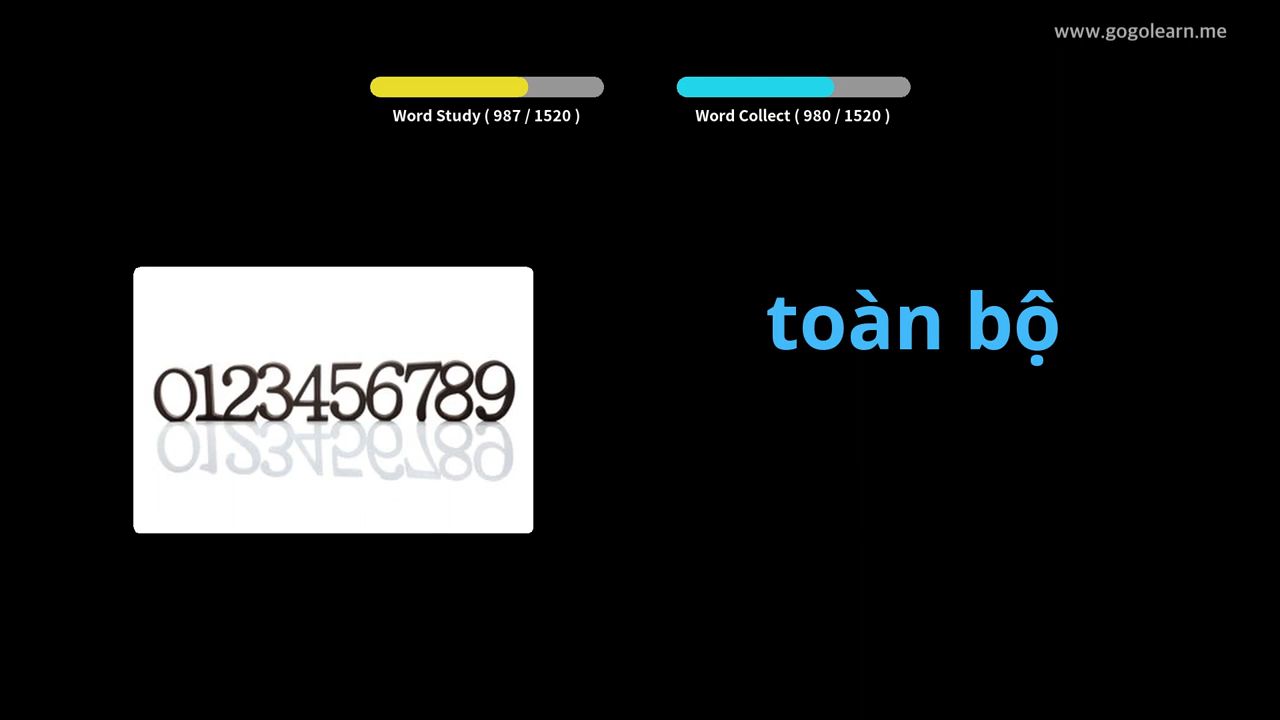 www.gogolearn.me
Word Study ( 987 / 1520 )
Word Collect ( 980 / 1520 )
toàn bộ
0123456789